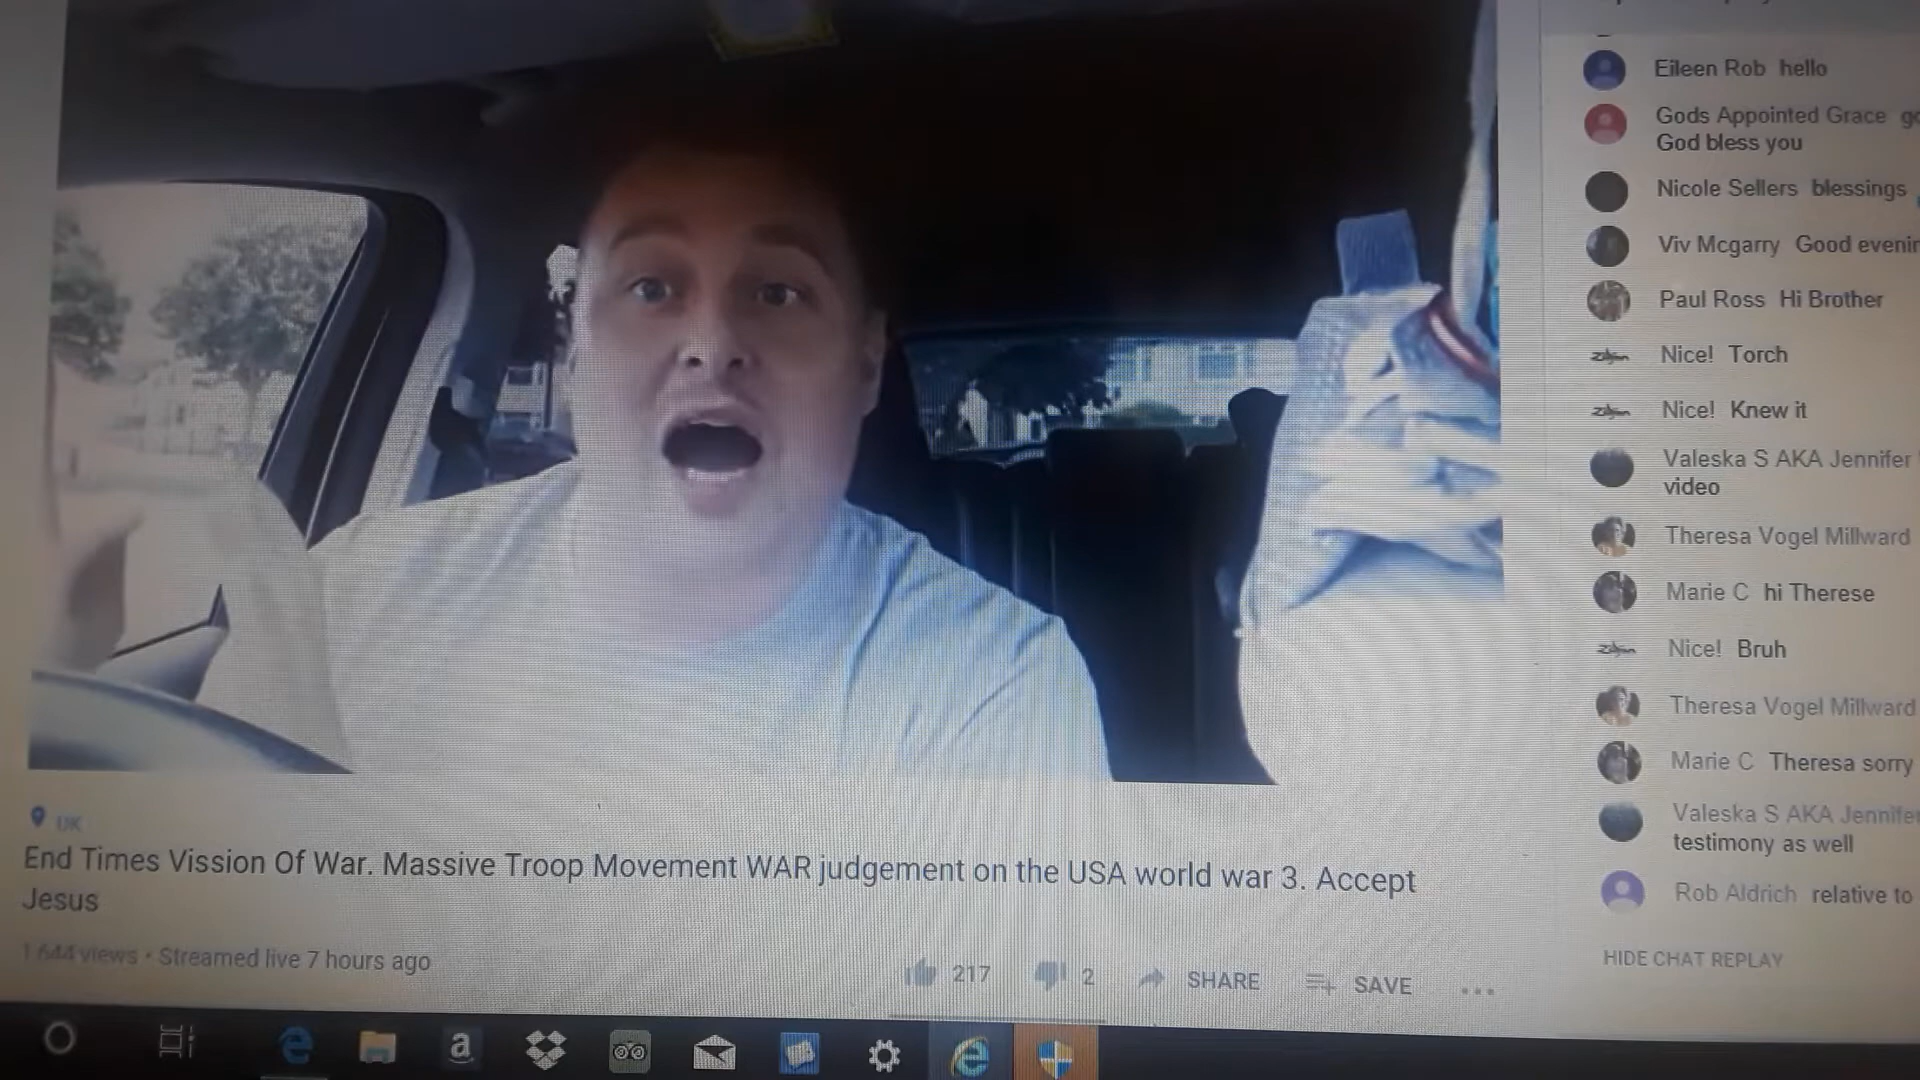 Eileen Rob hello
Gods Appointed Grace
God bless you
Nicole Sellers blessings
Viv Mcgarry Good
Paul Ross Hi Brother
Nice! Torch
Nice! Knew it
Valeska S AKA Jennifer
video
Theresa Vogel Millward
Marie C hi Therese
Nice! Bruh
Theresa Vogel Millward
Marie C Theresa sorry
Valeska S AKA Jennifer
testimony as well
Rob Aldrich relative to
HIDE CHAT REPLAY
UK
End Times Vission Of War. Massive Troop Movement WAR judgement on the USA world war 3. Accept
Jesus
1 644 views • Streamed live 7 hours ago
217 2 SHARE SAVE